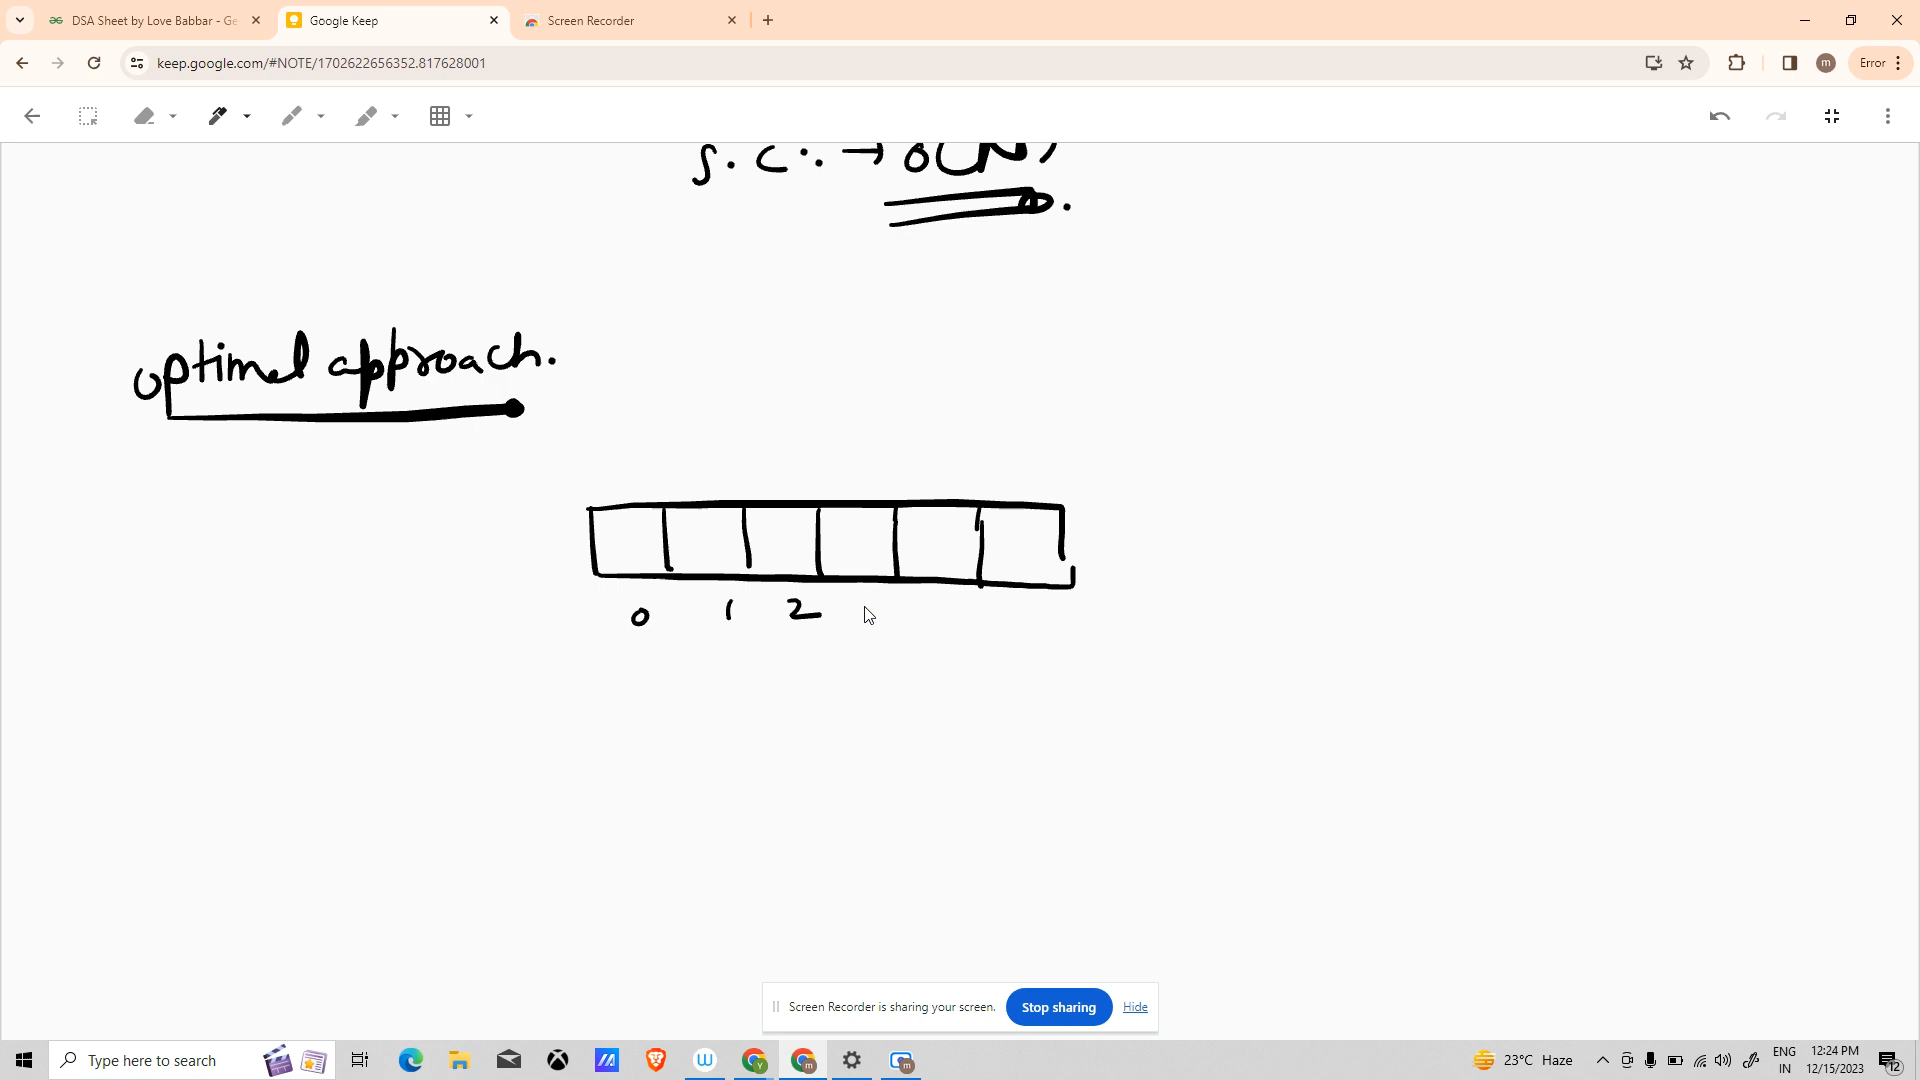 DSA Sheet by Love Babbar - Ge
Google Keep
Screen Recorder
keep.google.com/#NOTE/1702622656352.817628001
m
Error
S. C:. → O(N)
optimal approach.
0 1 2
Screen Recorder is sharing your screen.
Stop sharing
Hide
Type here to search
23°C Haze
ENG
IN
12:24 PM
12/15/2023
12